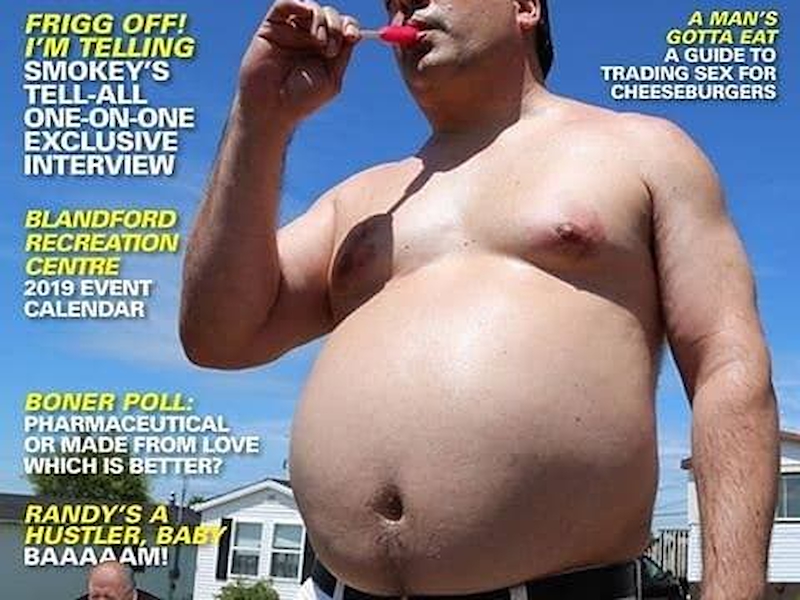 FRIGG OFF!
I'M TELLING
SMOKEY'S
TELL-ALL
ONE-ON-ONE
EXCLUSIVE
INTERVIEW
BLANDFORD
RECREATION
CENTRE
2019 EVENT
CALENDAR
BONER POLL:
PHARMACEUTICAL
OR MADE FROM LOVE
WHICH IS BETTER?
RANDY'S A
HUSTLER, BABY
BAAAAAM!
A MAN'S
GOTTA EAT
A GUIDE TO
TRADING SEX FOR
CHEESEBURGERS